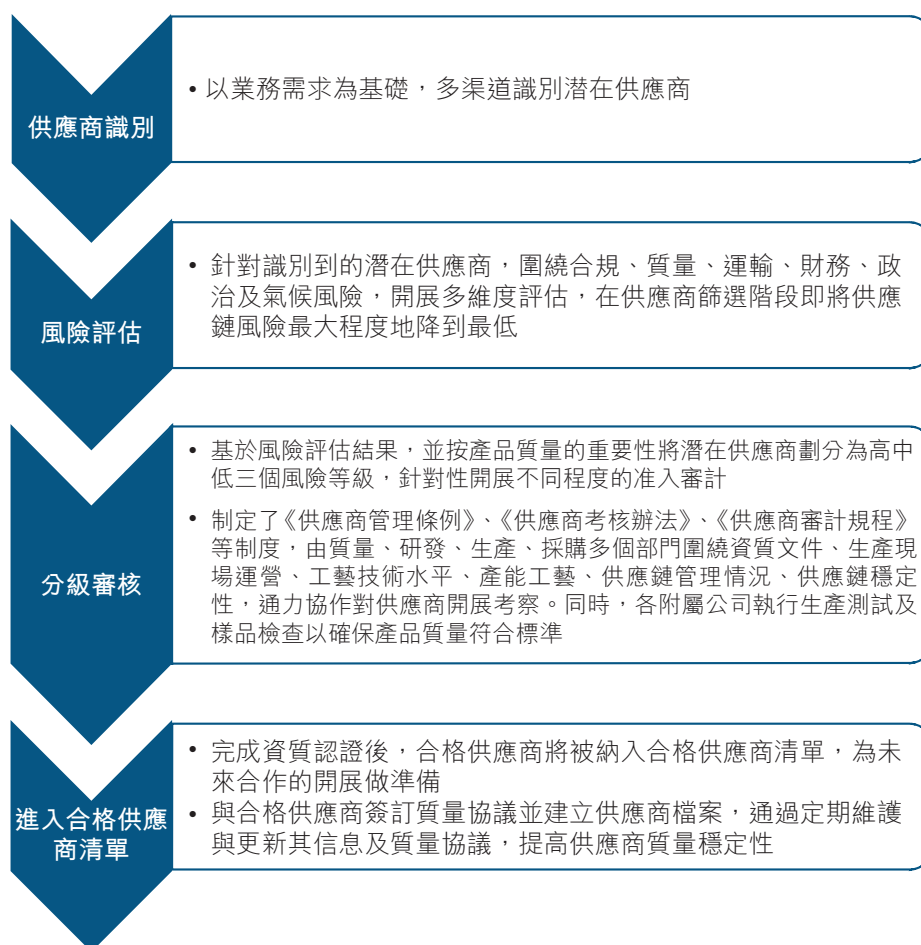 供應商識別
• 以業務需求為基礎，多渠道識別潜在供應商
風險評估
• 針對識別到的潛在供應商，圍繞合規、質量、運輸、財務、政
治及氣候風險，開展多維度評估，在供應商篩選階段即將供應
鏈風險最大程度地降到最低
分級審核
• 基於風險評估結果，並按產品質量的重要性將潜在供應商劃分為高中
低三個風險等級，針對性開展不同程度的准入審計
• 制定了《供應商管理條例》、《供應商考核辦法》、《供應商審計規程》
等制度，由質量、研發、生產、採購多個部門圍繞資質文件、生產現
場運營、工藝技術水平、產能工藝、供應鏈管理情況、供應鏈穩定
性，通力協作對供應商開展考察。同時，各附屬公司執行生產測試及
樣品檢查以確保產品質量符合標準
進入合格供應
商清單
• 完成資質認證後，合格供應商將被納入合格供應商清單，為未
來合作的開展做準備
• 與合格供應商簽訂質量協議並建立供應商檔案，通過定期維護
與更新其信息及質量協議，提高供應商質量穩定性